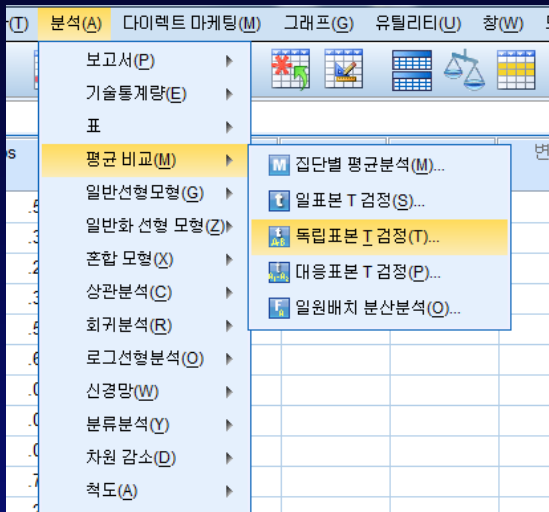 (T) 분석(A) 다이렉트 마케팅(M) 그래프(G) 유틸리티(U) 창(W)
보고서(P)
기술통계량(E)
표
평균 비교(M)
일반선형모형(G)
일반화 선형 모형(Z)
혼합 모형(X)
상관분석(C)
회귀분석(R)
로그선형분석(O)
신경망(W)
분류분석(Y)
차원 감소(D)
척도(A)
M 집단별 평균분석(M)...
t 일표본 T 검정(S)...
독립표본 T 검정(T)...
대응표본 T 검정(P)...
일원배치 분산분석(O)...
변